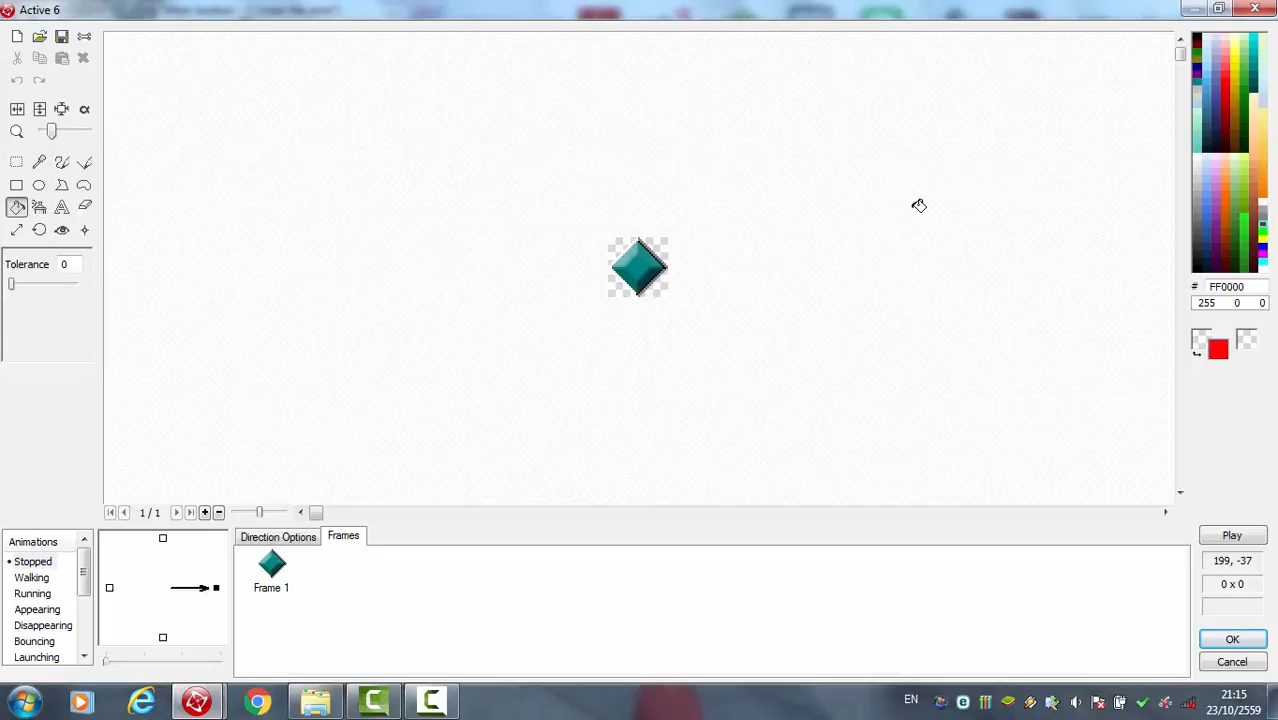 Active 6
Tolerance 0
# FF0000
255 0 0
1 / 1
Animations
Stopped
Walking
Running
Appearing
Disappearing
Bouncing
Launching
Direction Options
Frames
Frame 1
Play
199, -37
0 x 0
OK
Cancel
EN
21:15
23/10/2559